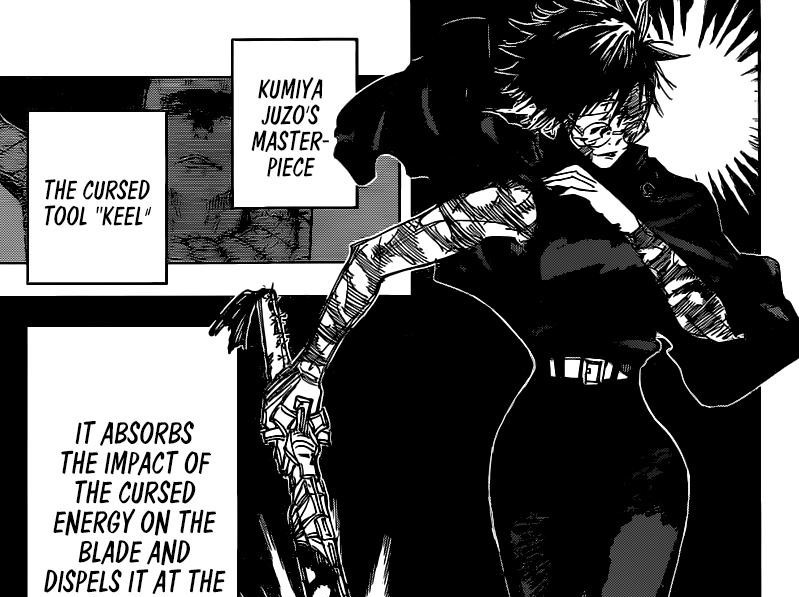 KUMIYA
JUZO'S
MASTER-
PIECE
THE CURSED
TOOL "KEEL"
IT ABSORBS
THE IMPACT OF
THE CURSED
ENERGY ON THE
BLADE AND
DISPELS IT AT THE